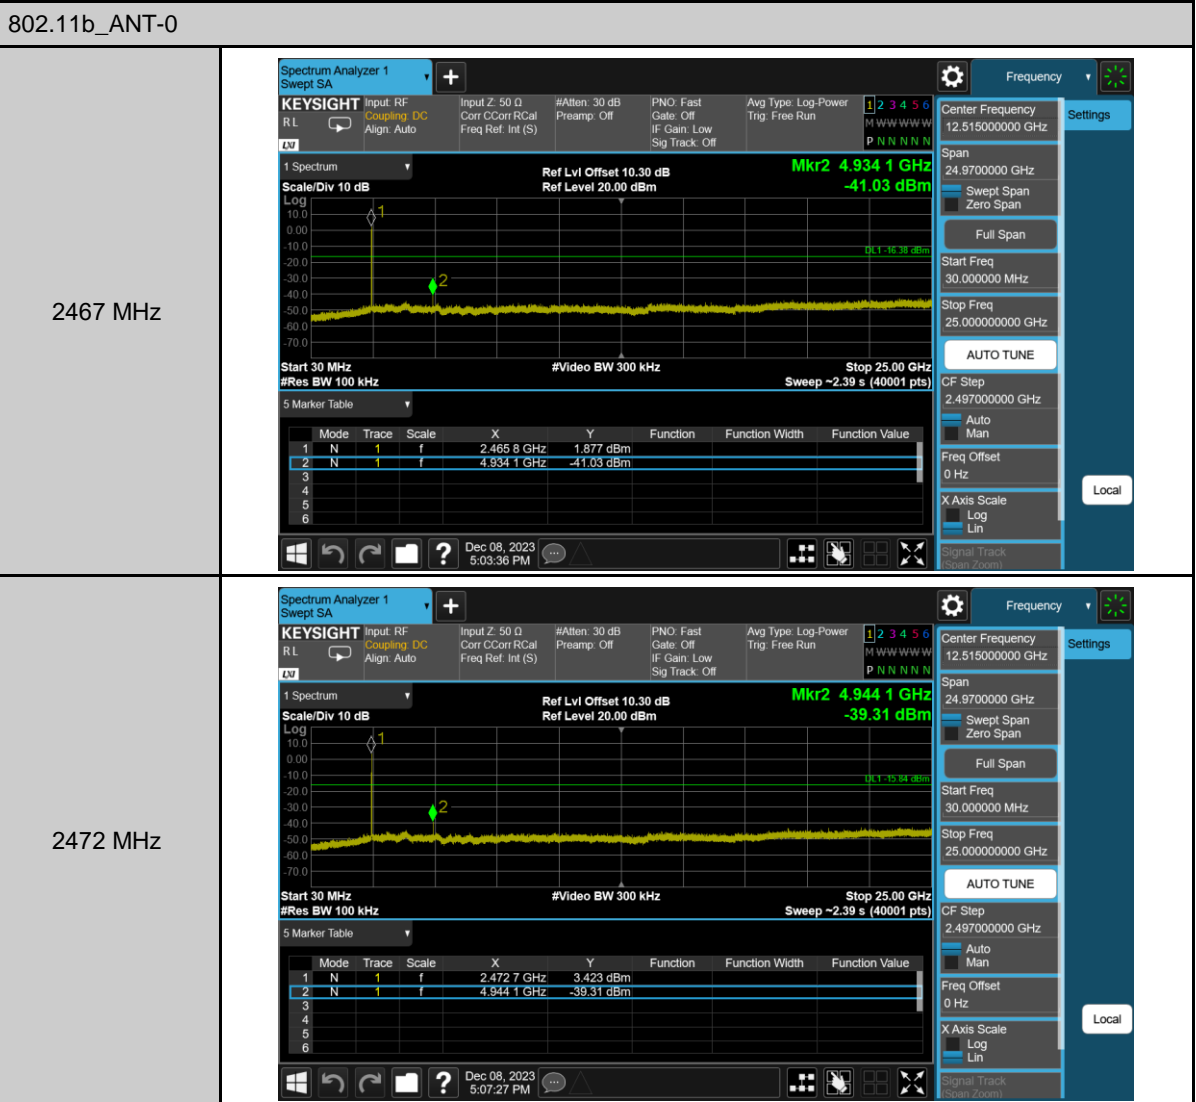 802.11b_ANT-0
2467 MHz
Spectrum Analyzer 1
Swept SA
Frequency
KEYSIGHT
RL
LXI
Input: RF
Coupling: DC
Align: Auto
Input Z: 50 Ω
Corr CCorr RCal
Freq Ref: Int (S)
#Atten: 30 dB
Preamp: Off
PNO: Fast
Gate: Off
IF Gain: Low
Sig Track: Off
Avg Type: Log-Power
Trig: Free Run
1 2 3 4 5 6
M W W W W W
P N N N N N
1 Spectrum
Scale/Div 10 dB
Log
Ref Lvl Offset 10.30 dB
Ref Level 20.00 dBm
Mkr2 4.934 1 GHz
-41.03 dBm
10.0
0.00
-10.0
-20.0
-30.0
-40.0
-50.0
-60.0
-70.0
1
2
DL1 -16.38 dBm
Start 30 MHz
#Video BW 300 kHz
Stop 25.00 GHz
#Res BW 100 kHz
Sweep ~2.39 s (40001 pts)
5 Marker Table
Mode Trace Scale X Y Function Function Width Function Value
1 N 1 f 2.465 8 GHz 1.877 dBm
2 N 1 f 4.934 1 GHz -41.03 dBm
3
4
5
6
Dec 08, 2023
5:03:36 PM
Center Frequency
12.515000000 GHz
Settings
Span
24.9700000 GHz
Swept Span
Zero Span
Full Span
Start Freq
30.000000 MHz
Stop Freq
25.000000000 GHz
AUTO TUNE
CF Step
2.497000000 GHz
Auto
Man
Freq Offset
0 Hz
X Axis Scale
Log
Lin
Signal Track
(Span Zoom)
Local
2472 MHz
Spectrum Analyzer 1
Swept SA
Frequency
KEYSIGHT
RL
LXI
Input: RF
Coupling: DC
Align: Auto
Input Z: 50 Ω
Corr CCorr RCal
Freq Ref: Int (S)
#Atten: 30 dB
Preamp: Off
PNO: Fast
Gate: Off
IF Gain: Low
Sig Track: Off
Avg Type: Log-Power
Trig: Free Run
1 2 3 4 5 6
M W W W W W
P N N N N N
1 Spectrum
Scale/Div 10 dB
Log
Ref Lvl Offset 10.30 dB
Ref Level 20.00 dBm
Mkr2 4.944 1 GHz
-39.31 dBm
10.0
0.00
-10.0
-20.0
-30.0
-40.0
-50.0
-60.0
-70.0
1
2
DL1 -15.84 dBm
Start 30 MHz
#Video BW 300 kHz
Stop 25.00 GHz
#Res BW 100 kHz
Sweep ~2.39 s (40001 pts)
5 Marker Table
Mode Trace Scale X Y Function Function Width Function Value
1 N 1 f 2.472 7 GHz 3.423 dBm
2 N 1 f 4.944 1 GHz -39.31 dBm
3
4
5
6
Dec 08, 2023
5:07:27 PM
Center Frequency
12.515000000 GHz
Settings
Span
24.9700000 GHz
Swept Span
Zero Span
Full Span
Start Freq
30.000000 MHz
Stop Freq
25.000000000 GHz
AUTO TUNE
CF Step
2.497000000 GHz
Auto
Man
Freq Offset
0 Hz
X Axis Scale
Log
Lin
Signal Track
(Span Zoom)
Local